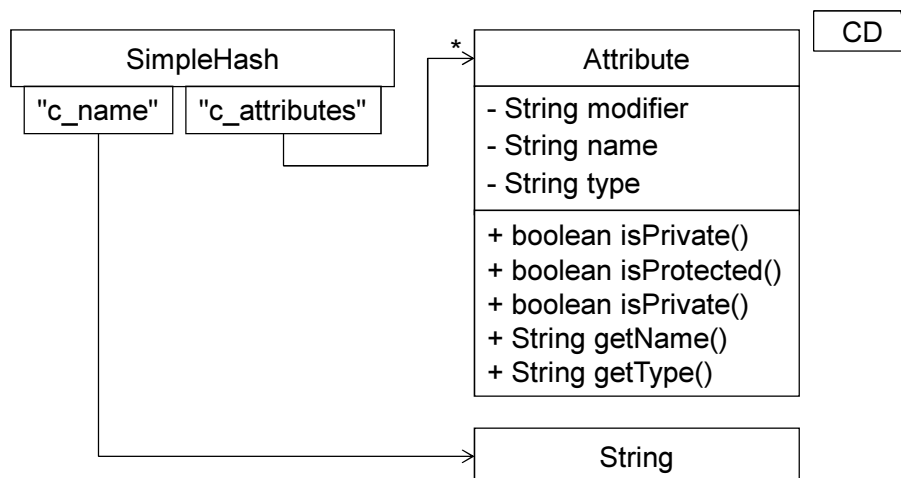 CD
SimpleHash
"c_name"
"c_attributes"
*
Attribute
- String modifier
- String name
- String type
+ boolean isPrivate()
+ boolean isProtected()
+ boolean isPrivate()
+ String getName()
+ String getType()
String